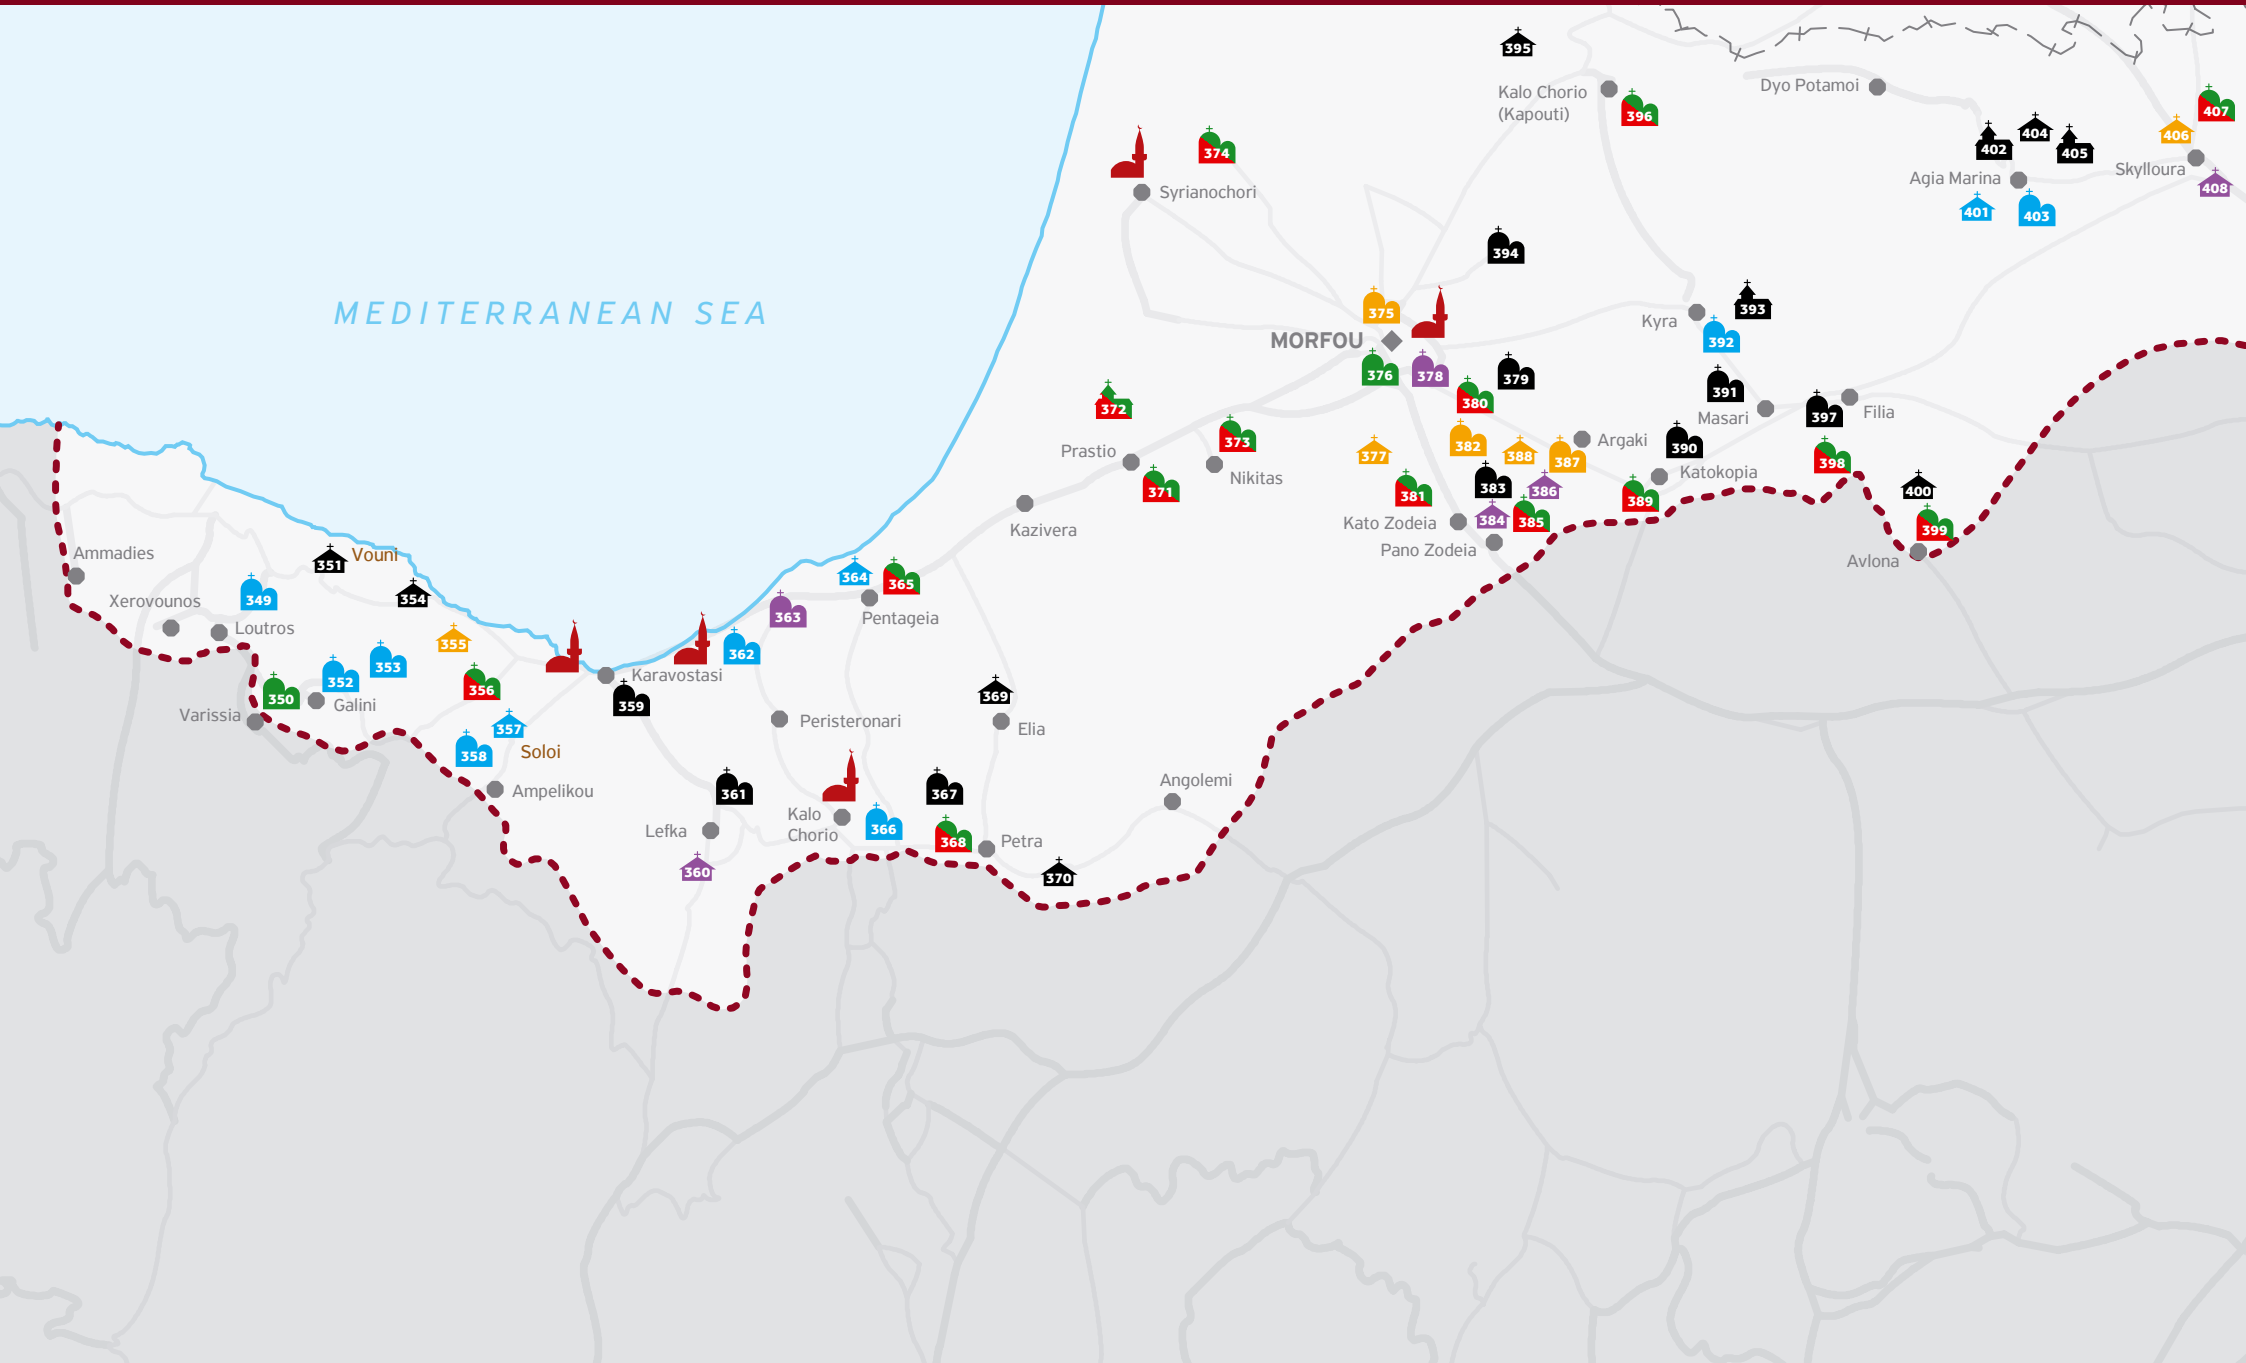 395
Kalo Chorio
(Kapouti)
396
Dyo Potamoi
407
406
404
402
405
Skylloura
408
Agia Marina
401
403
374
Syrianochori
394
MEDITERRANEAN SEA
375
MORFOU
376
378
379
380
393
Kyra
392
391
Masari
397
Filia
372
373
Prastio
371
Nikitas
377
382
388
387
Argaki
390
Katokopia
398
381
383
386
389
400
Kato Zodeia
384
385
399
Pano Zodeia
Avlona
Kazivera
Ammadies
351
Vouni
354
349
Xerovounos
Loutros
364
365
Pentageia
363
355
362
353
352
356
350
Galini
Varissia
Karavostasi
359
357
358
Soloi
Ampelikou
Peristeronari
369
Elia
361
Lefka
360
Kalo
Chorio
366
367
368
Petra
370
Angolemi